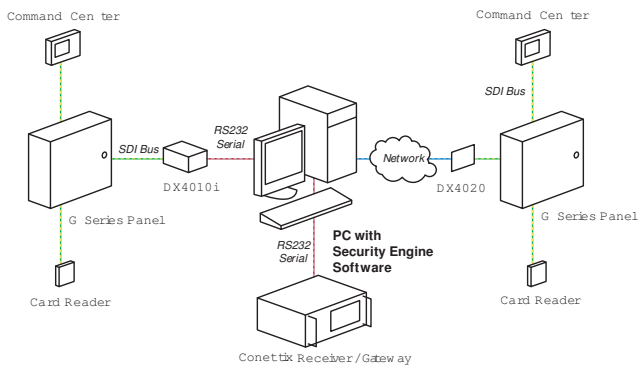 Command Center
Command Center
SDI Bus
RS232
Serial
SDI Bus
Network
DX4010i
DX4020
G Series Panel
G Series Panel
PC with
Security Engine
Software
RS232
Serial
Card Reader
Card Reader
Conettix Receiver/Gateway